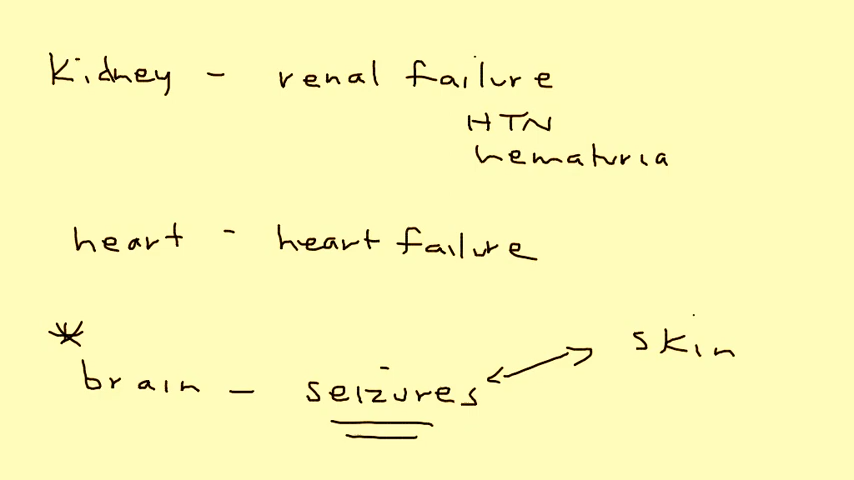 Kidney - renal failure
HTN
hematuria
heart - heart failure
* brain - seizures ↔ skin